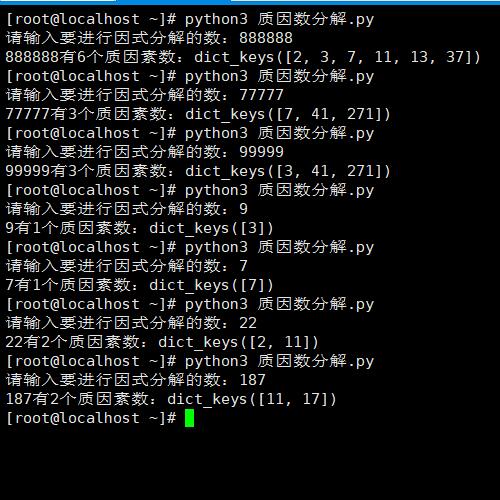 [root@localhost ~]# python3 质因数分解.py
请输入要进行因式分解的数：888888
888888有6个质因素数：dict_keys([2, 3, 7, 11, 13, 37])
[root@localhost ~]# python3 质因数分解.py
请输入要进行因式分解的数：77777
77777有3个质因素数：dict_keys([7, 41, 271])
[root@localhost ~]# python3 质因数分解.py
请输入要进行因式分解的数：99999
99999有3个质因素数：dict_keys([3, 41, 271])
[root@localhost ~]# python3 质因数分解.py
请输入要进行因式分解的数：9
9有1个质因素数：dict_keys([3])
[root@localhost ~]# python3 质因数分解.py
请输入要进行因式分解的数：7
7有1个质因素数：dict_keys([7])
[root@localhost ~]# python3 质因数分解.py
请输入要进行因式分解的数：22
22有2个质因素数：dict_keys([2, 11])
[root@localhost ~]# python3 质因数分解.py
请输入要进行因式分解的数：187
187有2个质因素数：dict_keys([11, 17])
[root@localhost ~]#